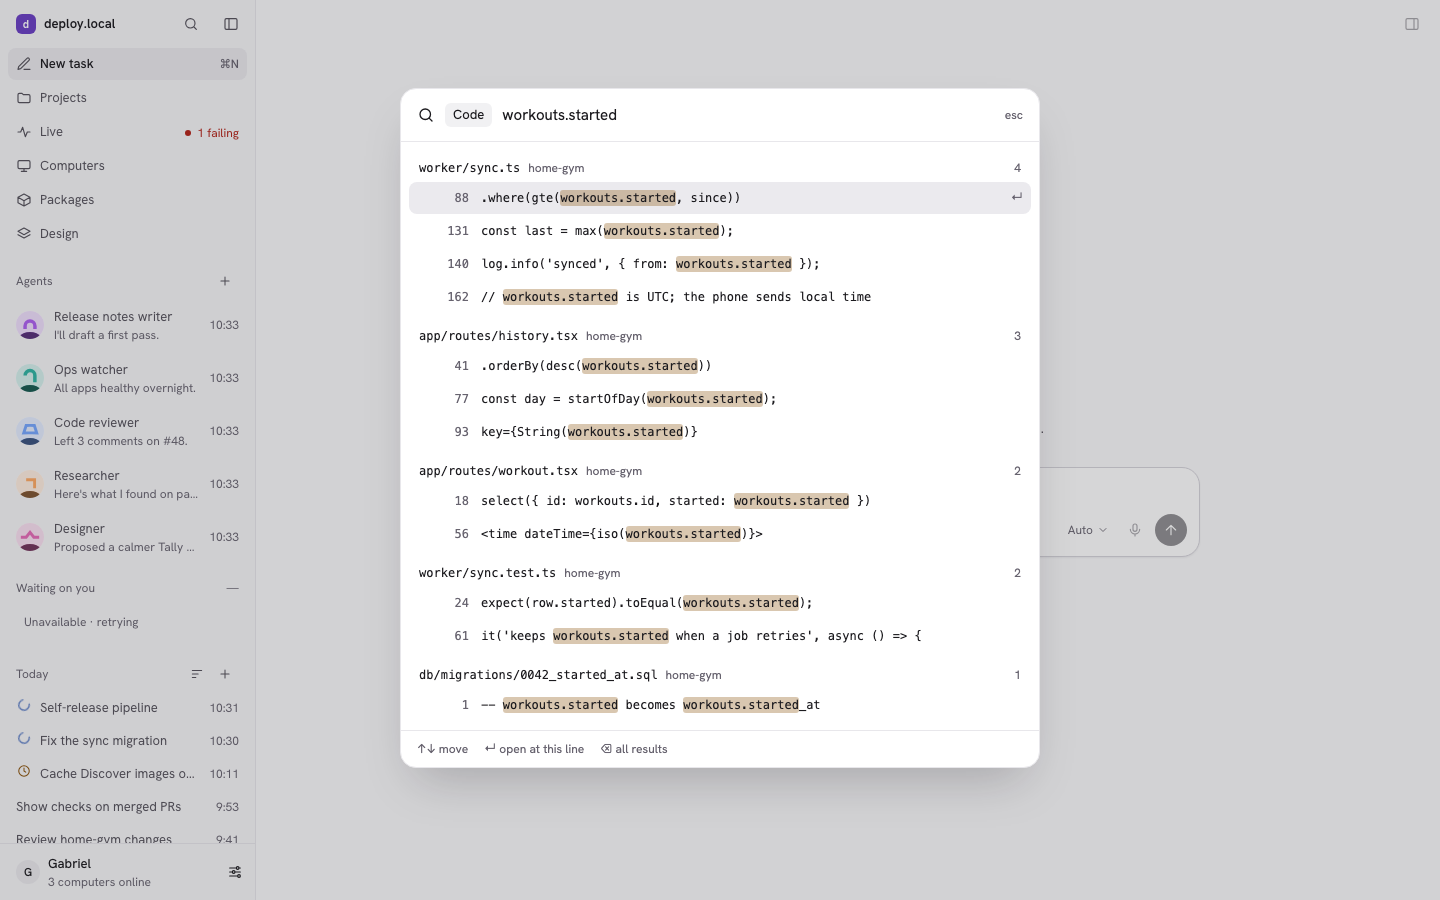 d deploy.local
New task ⌘N
Projects
Live 1 failing
Computers
Packages
Design
Agents
Release notes writer 10:33
I'll draft a first pass.
Ops watcher 10:33
All apps healthy overnight.
Code reviewer 10:33
Left 3 comments on #48.
Researcher 10:33
Here's what I found on pa...
Designer 10:33
Proposed a calmer Tally ...
Waiting on you
Unavailable · retrying
Today
Self-release pipeline 10:31
Fix the sync migration 10:30
Cache Discover images o... 10:11
Show checks on merged PRs 9:53
Review home-gym changes 9:41
G Gabriel
3 computers online
Code workouts.started esc
worker/sync.ts home-gym 4
88 .where(gte(workouts.started, since))
131 const last = max(workouts.started);
140 log.info('synced', { from: workouts.started });
162 // workouts.started is UTC; the phone sends local time
app/routes/history.tsx home-gym 3
41 .orderBy(desc(workouts.started))
77 const day = startOfDay(workouts.started);
93 key={String(workouts.started)}
app/routes/workout.tsx home-gym 2
18 select({ id: workouts.id, started: workouts.started })
56 <time dateTime={iso(workouts.started)}>
worker/sync.test.ts home-gym 2
24 expect(row.started).toEqual(workouts.started);
61 it('keeps workouts.started when a job retries', async () => {
db/migrations/0042_started_at.sql home-gym 1
1 -- workouts.started becomes workouts.started_at
↑↓ move ↵ open at this line ⌫ all results
Auto